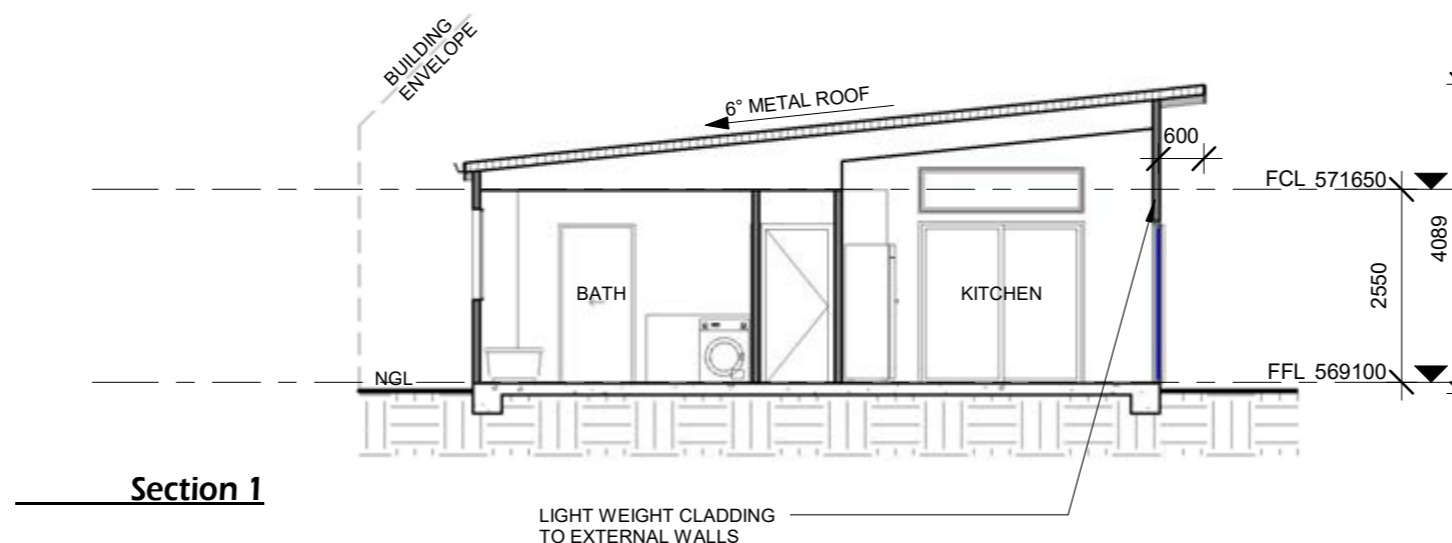 BUILDING
ENVELOPE
6° METAL ROOF
600
FCL 571650
4089
2550
BATH
KITCHEN
NGL
FFL 569100
Section 1
LIGHT WEIGHT CLADDING
TO EXTERNAL WALLS